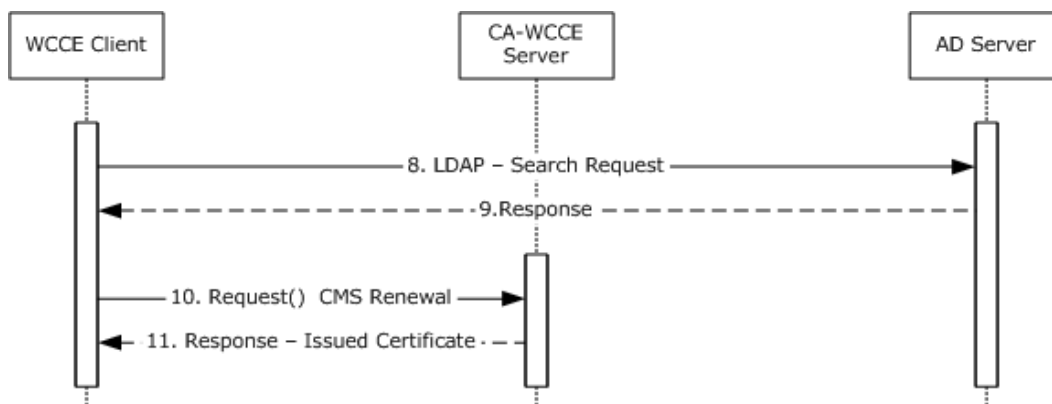 WCCE Client
CA-WCCE
Server
AD Server
8. LDAP – Search Request
9.Response
10. Request()  CMS Renewal
11. Response – Issued Certificate